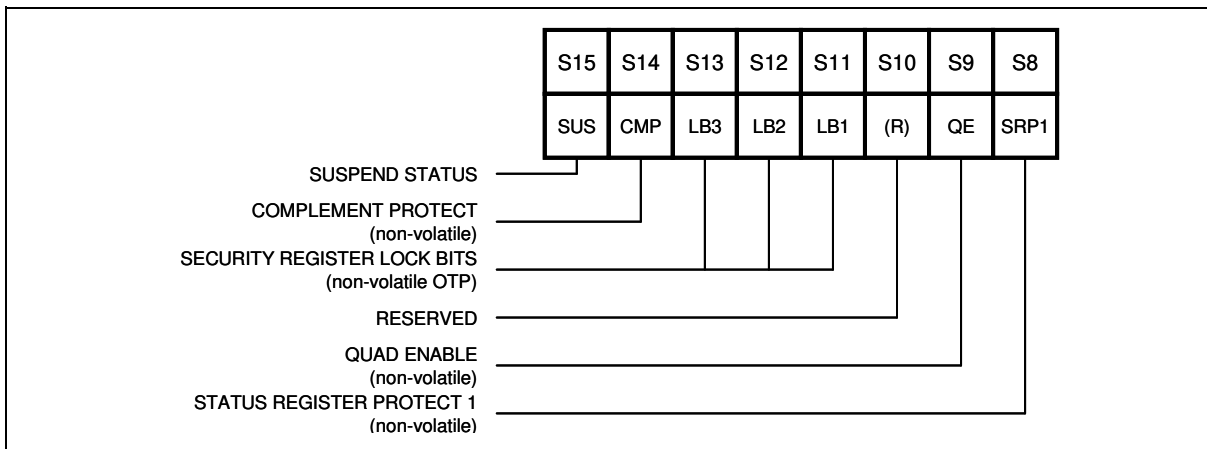 S15 S14 S13 S12 S11 S10 S9 S8
SUS CMP LB3 LB2 LB1 (R) QE SRP1
SUSPEND STATUS
COMPLEMENT PROTECT
(non-volatile)
SECURITY REGISTER LOCK BITS
(non-volatile OTP)
RESERVED
QUAD ENABLE
(non-volatile)
STATUS REGISTER PROTECT 1
(non-volatile)